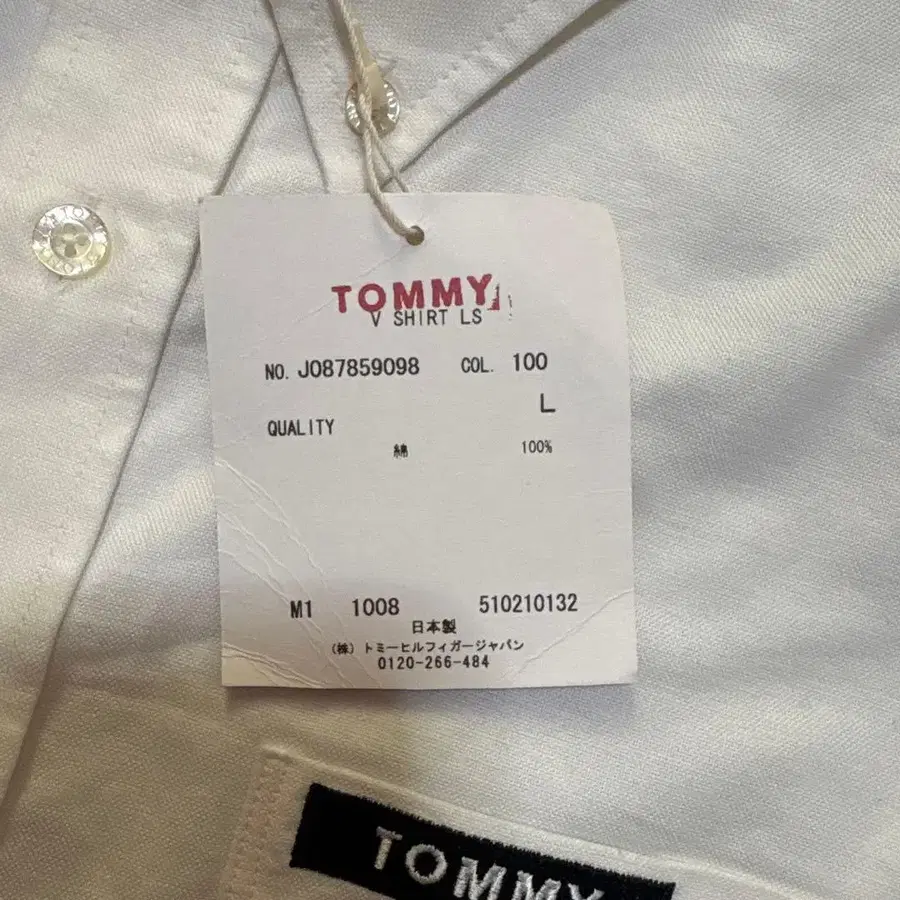 TOMMY
V SHIRT LS
NO. J087859098 COL. 100
L
QUALITY
綿 100%
M1 1008 510210132
日本製
(株) トミーヒルフィガージャパン
0120-266-484
TOMMY